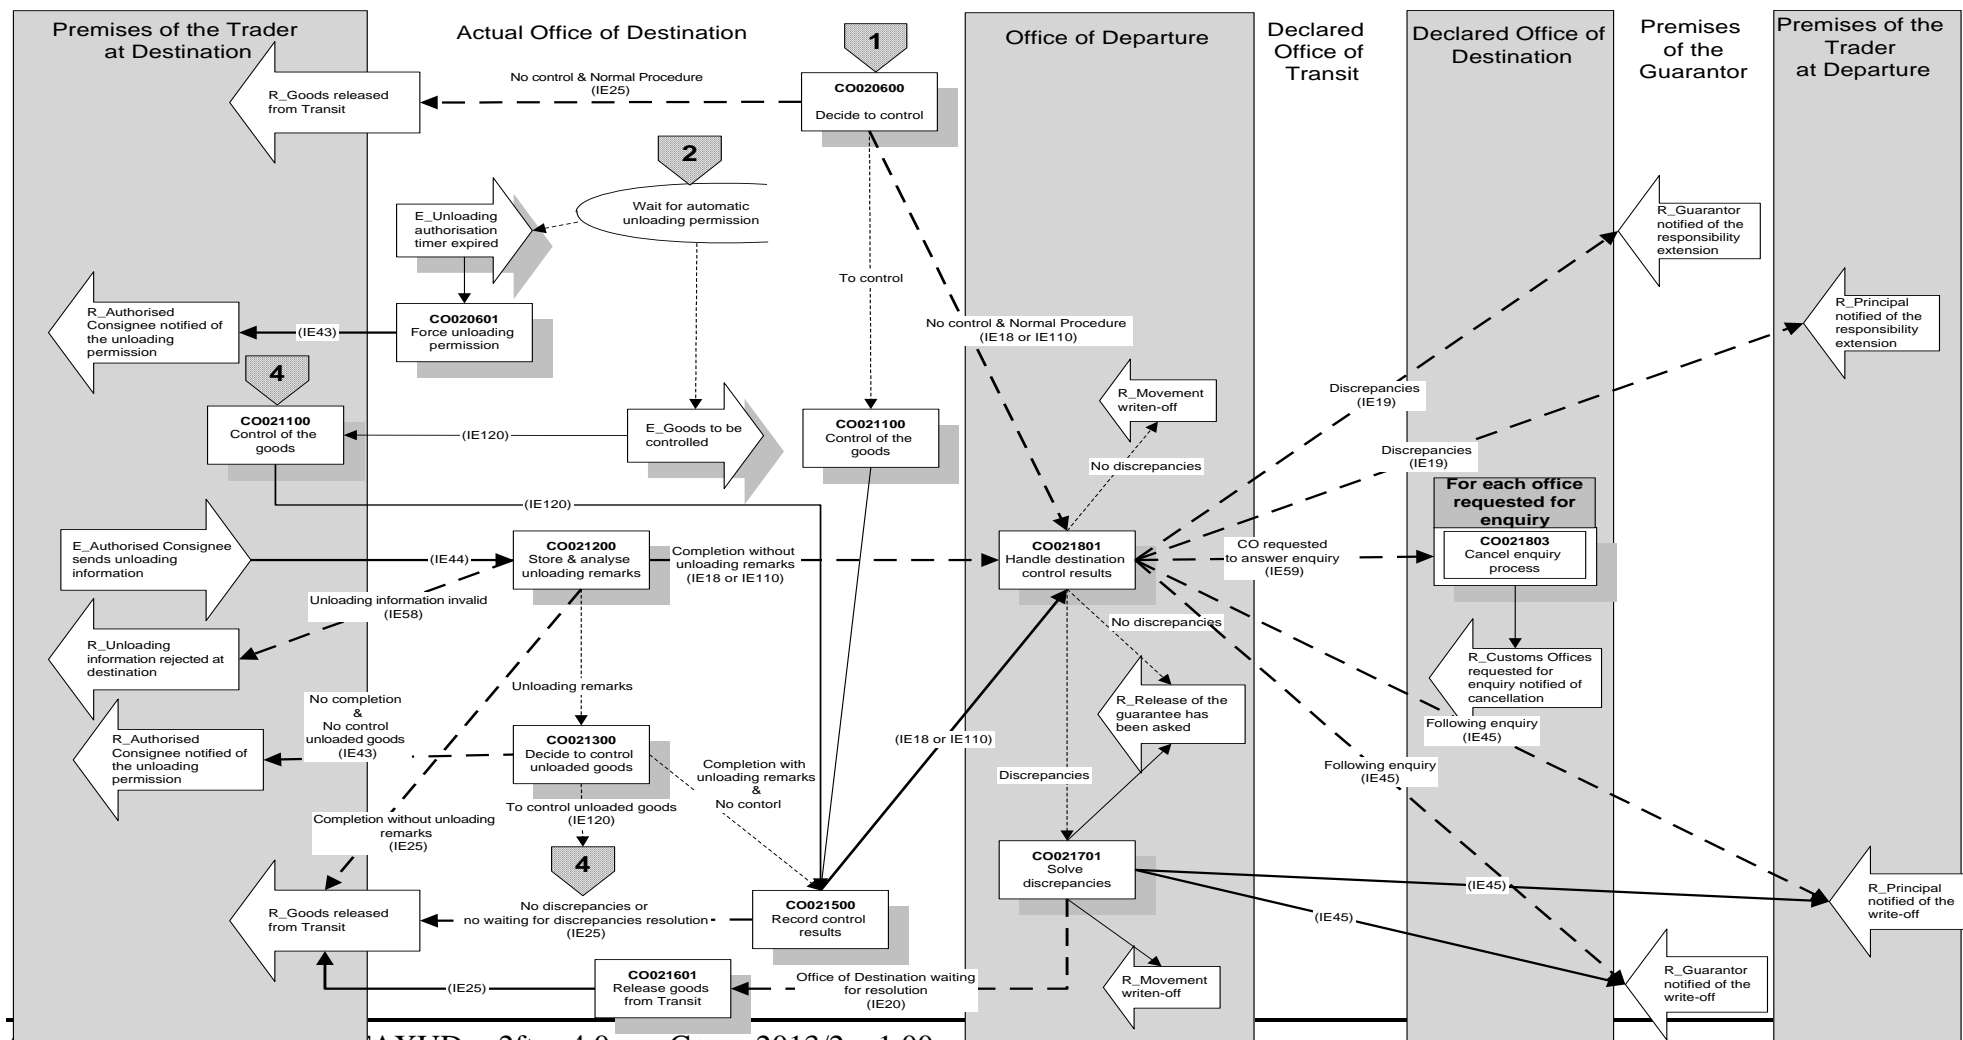 Premises of the Trader
at Destination
Actual Office of Destination
1
Office of Departure
Declared
Office of
Transit
Declared Office of
Destination
Premises
of the
Guarantor
Premises of the
Trader
at Departure
R_Goods released
from Transit
No control & Normal Procedure
(IE25)
CO020600
Decide to control
2
Wait for automatic
unloading permission
E_Unloading
authorisation
timer expired
To control
R_Guarantor
notified of the
responsibility
extension
R_Authorised
Consignee notified of
the unloading
permission
(IE43)
CO020601
Force unloading
permission
No control & Normal Procedure
(IE18 or IE110)
R_Principal
notified of the
responsibility
extension
4
R_Movement
writen-off
Discrepancies
(IE19)
CO021100
Control of the
goods
(IE120)
E_Goods to be
controlled
CO021100
Control of the
goods
No discrepancies
Discrepancies
(IE19)
(IE120)
For each office
requested for
enquiry
E_Authorised Consignee
sends unloading
information
(IE44)
CO021200
Store & analyse
unloading remarks
Completion without
unloading remarks
(IE18 or IE110)
CO021801
Handle destination
control results
CO requested
to answer enquiry
(IE59)
CO021803
Cancel enquiry
process
Unloading information invalid
(IE58)
No discrepancies
R_Unloading
information rejected at
destination
R_Customs Offices
requested for
enquiry notified of
cancellation
Unloading remarks
No completion
&
No control
unloaded goods
(IE43)
R_Release of the
guarantee has
been asked
Following enquiry
(IE45)
R_Authorised
Consignee notified of
the unloading
permission
CO021300
Decide to control
unloaded goods
(IE18 or IE110)
Completion with
unloading remarks
&
No contorl
Discrepancies
Following enquiry
(IE45)
To control unloaded goods
(IE120)
Completion without unloading
remarks
(IE25)
4
CO021701
Solve
discrepancies
(IE45)
R_Principal
notified of the
write-off
R_Goods released
from Transit
No discrepancies or
no waiting for discrepancies resolution
(IE25)
CO021500
Record control
results
(IE45)
CO021601
Release goods
from Transit
(IE25)
Office of Destination waiting
for resolution
(IE20)
R_Movement
writen-off
R_Guarantor
notified of the
write-off